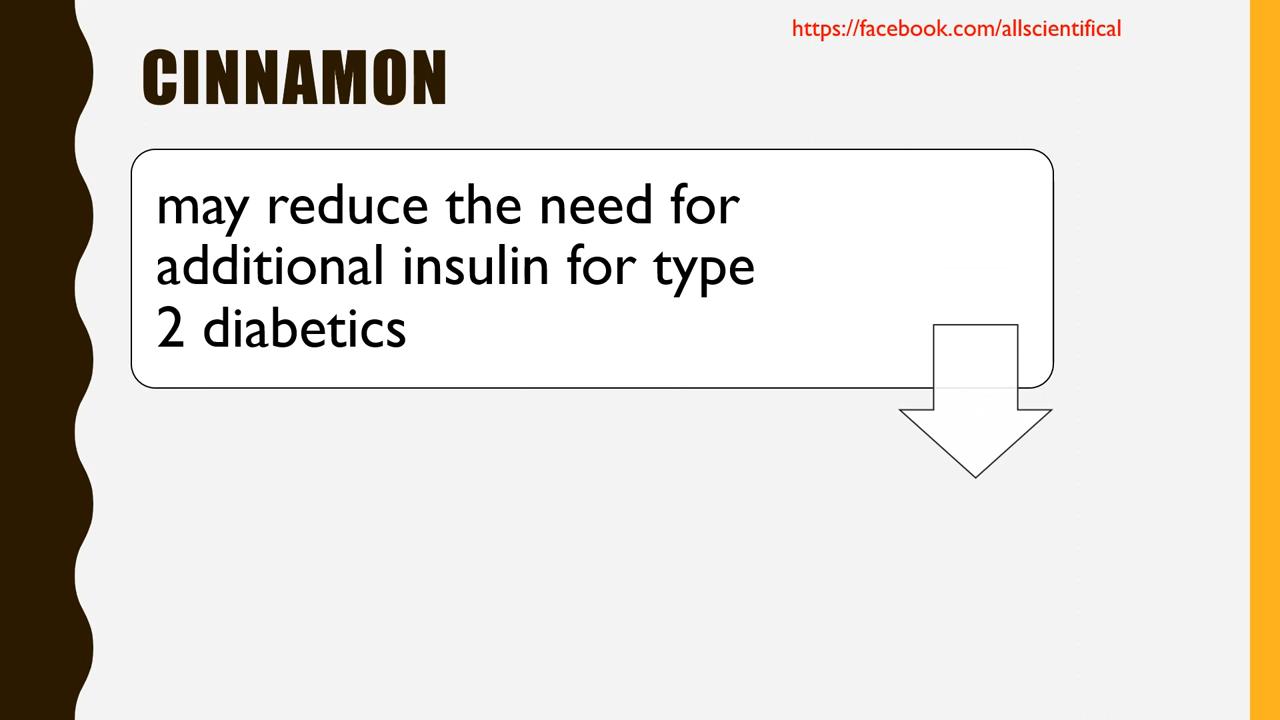 https://facebook.com/allscientifical
CINNAMON
may reduce the need for
additional insulin for type
2 diabetics